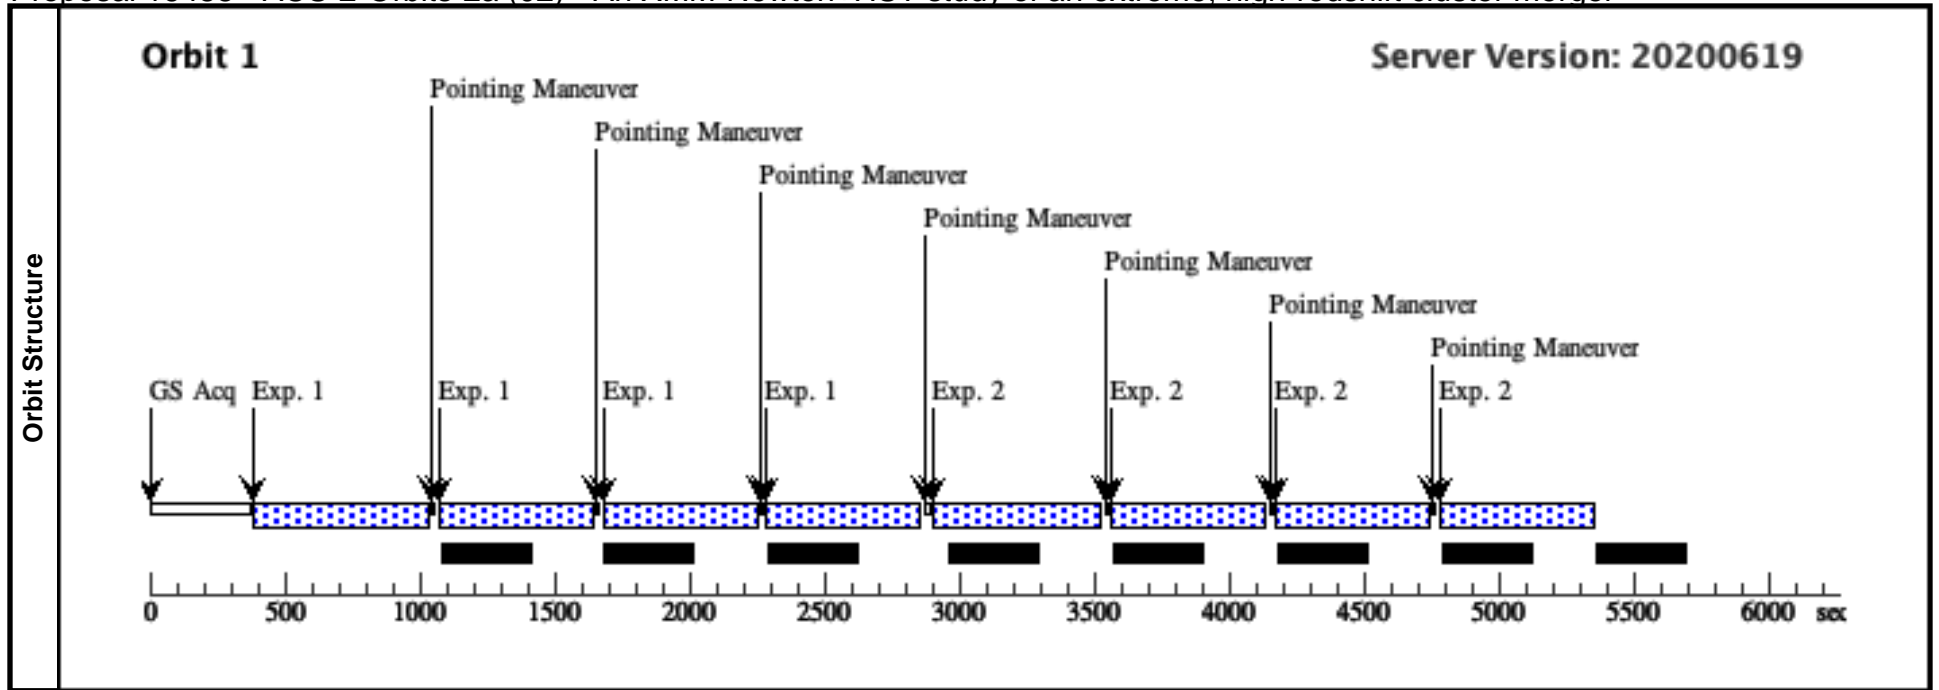 Orbit 1
Server Version: 20200619
Pointing Maneuver
Pointing Maneuver
Pointing Maneuver
Pointing Maneuver
Pointing Maneuver
Pointing Maneuver
Pointing Maneuver
GS Acq Exp. 1 Exp. 1 Exp. 1 Exp. 1 Exp. 2 Exp. 2 Exp. 2 Exp. 2
Orbit Structure
0 500 1000 1500 2000 2500 3000 3500 4000 4500 5000 5500 6000 sec